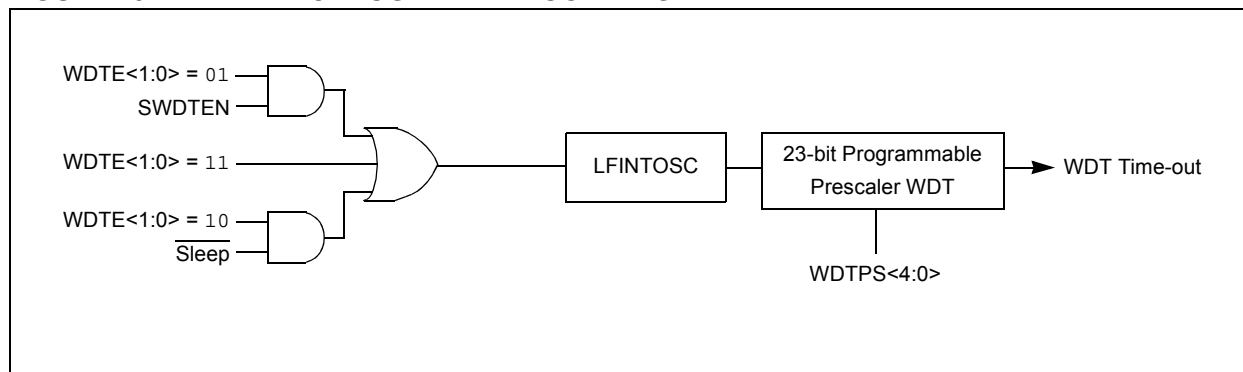 WDTE<1:0> = 01
SWDTEN
WDTE<1:0> = 11
WDTE<1:0> = 10
Sleep
LFINTOSC
23-bit Programmable
Prescaler WDT
WDT Time-out
WDTPS<4:0>